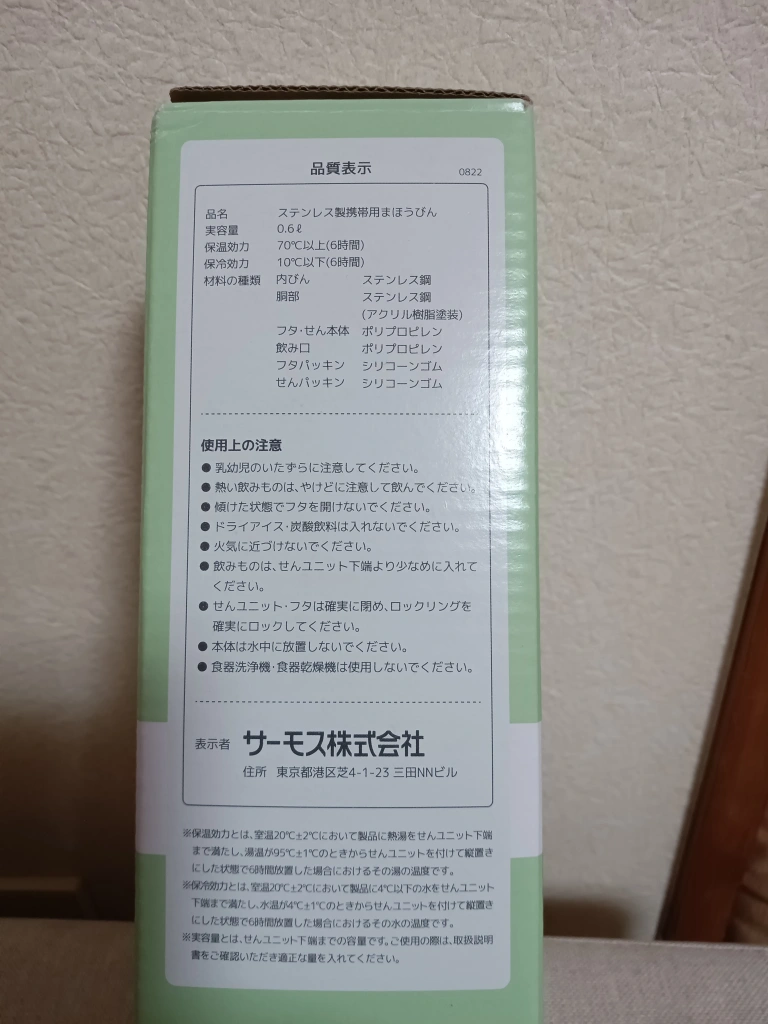 品質表示 0822
品名 ステンレス製携帯用まほうびん
実容量 0.6ℓ
保温効力 70℃以上(6時間)
保冷効力 10℃以下(6時間)
材料の種類 内びん ステンレス鋼
胴部 ステンレス鋼
(アクリル樹脂塗装)
フタ・せん本体 ポリプロピレン
飲み口 ポリプロピレン
フタパッキン シリコーンゴム
せんパッキン シリコーンゴム
使用上の注意
● 乳幼児のいたずらに注意してください。
● 熱い飲みものは、やけどに注意して飲んでください。
● 傾けた状態でフタを開けないでください。
● ドライアイス・炭酸飲料は入れないでください。
● 火気に近づけないでください。
● 飲みものは、せんユニット下端より少なめに入れて
ください。
● せんユニット・フタは確実に閉め、ロックリングを
確実にロックしてください。
● 本体は水中に放置しないでください。
● 食器洗浄機・食器乾燥機は使用しないでください。
表示者 サーモス株式会社
住所 東京都港区芝4-1-23 三田NNビル
※保温効力とは、室温20℃±2℃において製品に熱湯をせんユニット下端
まで満たし、湯温が95℃±1℃のときからせんユニットを付けて縦置き
にした状態で6時間放置した場合におけるその湯の温度です。
※保冷効力とは、室温20℃±2℃において製品に4℃以下の水をせんユニット
下端まで満たし、水温が4℃±1℃のときからせんユニットを付けて縦置き
にした状態で6時間放置した場合におけるその水の温度です。
※実容量とは、せんユニット下端までの容量です。ご使用の際は、取扱説明
書をご確認いただき適正な量を入れてください。